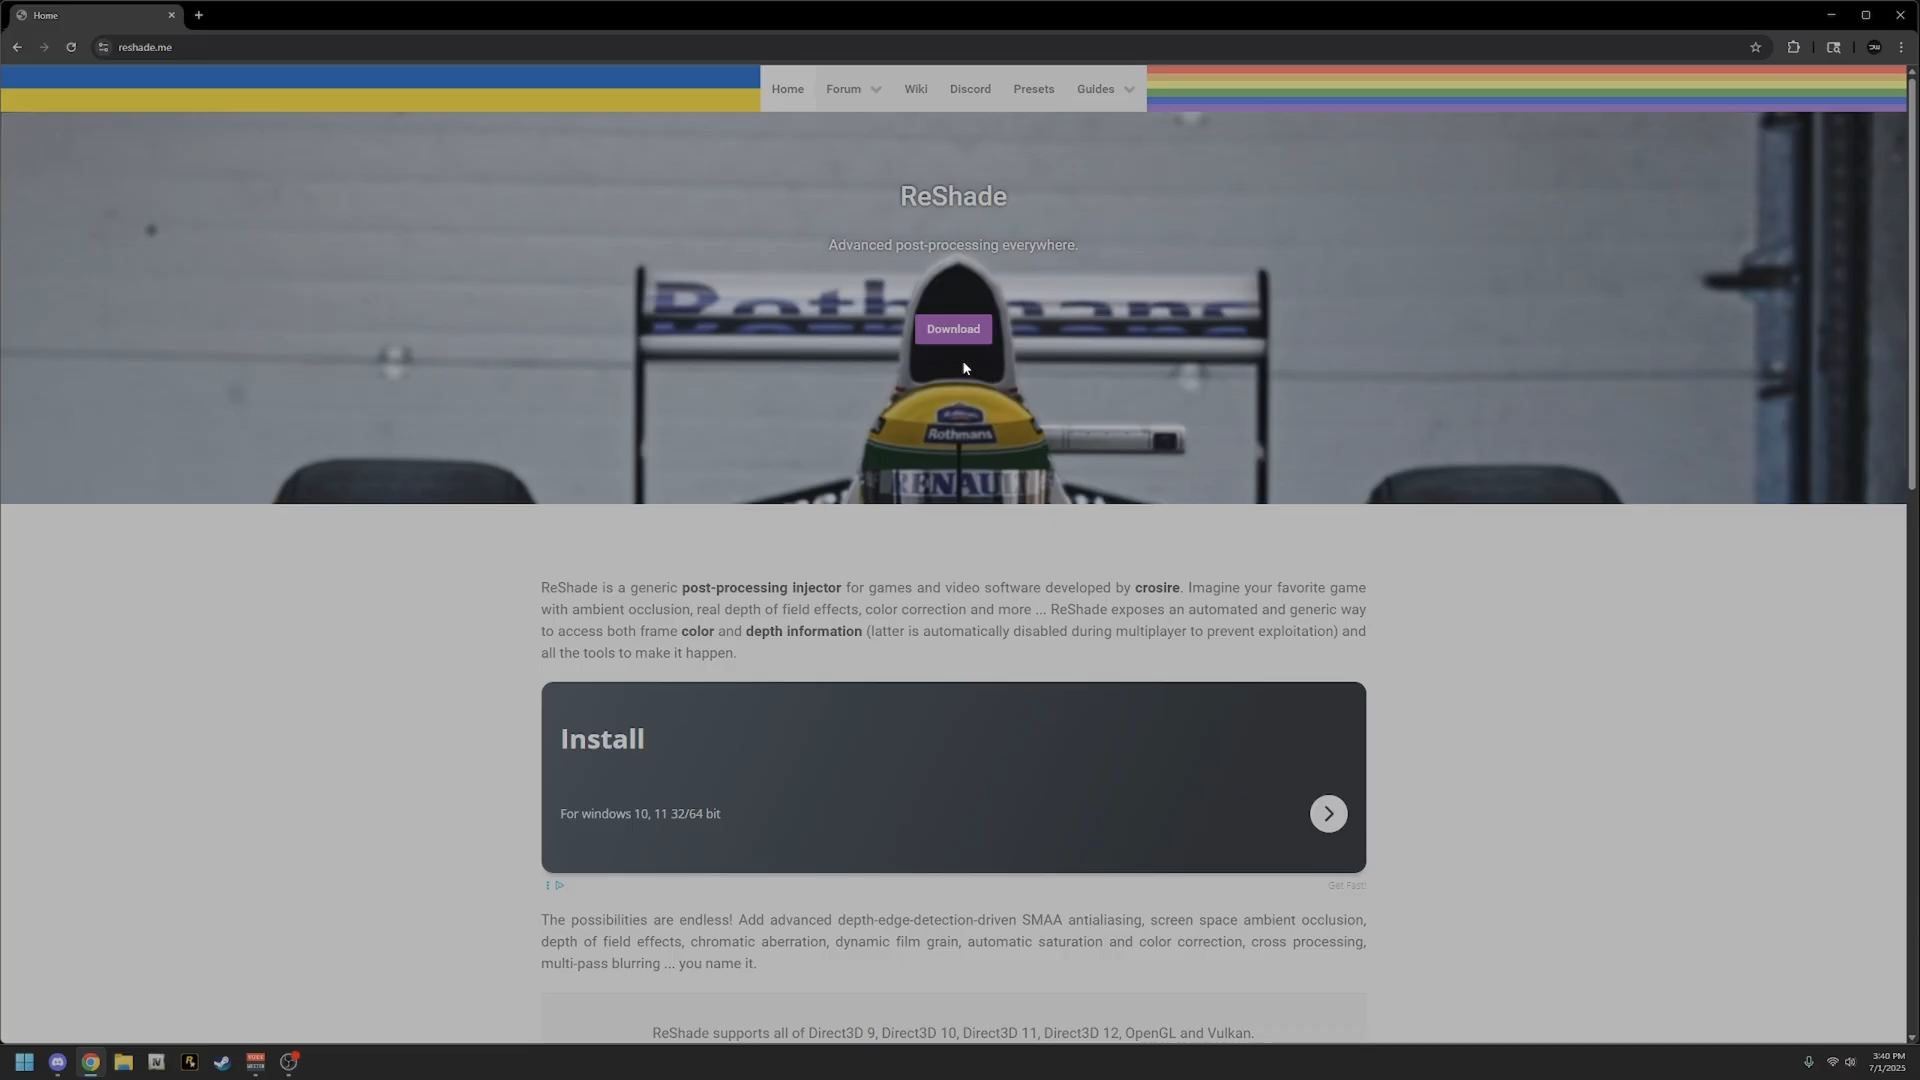 Home
reshade.me
Home
Forum
Wiki
Discord
Presets
Guides
ReShade
Advanced post-processing everywhere.
Rothmans
Download
Rothmans
RENAU
ReShade is a generic post-processing injector for games and video software developed by crosire. Imagine your favorite game
with ambient occlusion, real depth of field effects, color correction and more ... ReShade exposes an automated and generic way
to access both frame color and depth information (latter is automatically disabled during multiplayer to prevent exploitation) and
all the tools to make it happen.
Install
For windows 10, 11 32/64 bit
Get Fast!
The possibilities are endless! Add advanced depth-edge-detection-driven SMAA antialiasing, screen space ambient occlusion,
depth of field effects, chromatic aberration, dynamic film grain, automatic saturation and color correction, cross processing,
multi-pass blurring ... you name it.
ReShade supports all of Direct3D 9, Direct3D 10, Direct3D 11, Direct3D 12, OpenGL and Vulkan.
3:40 PM
7/1/2025